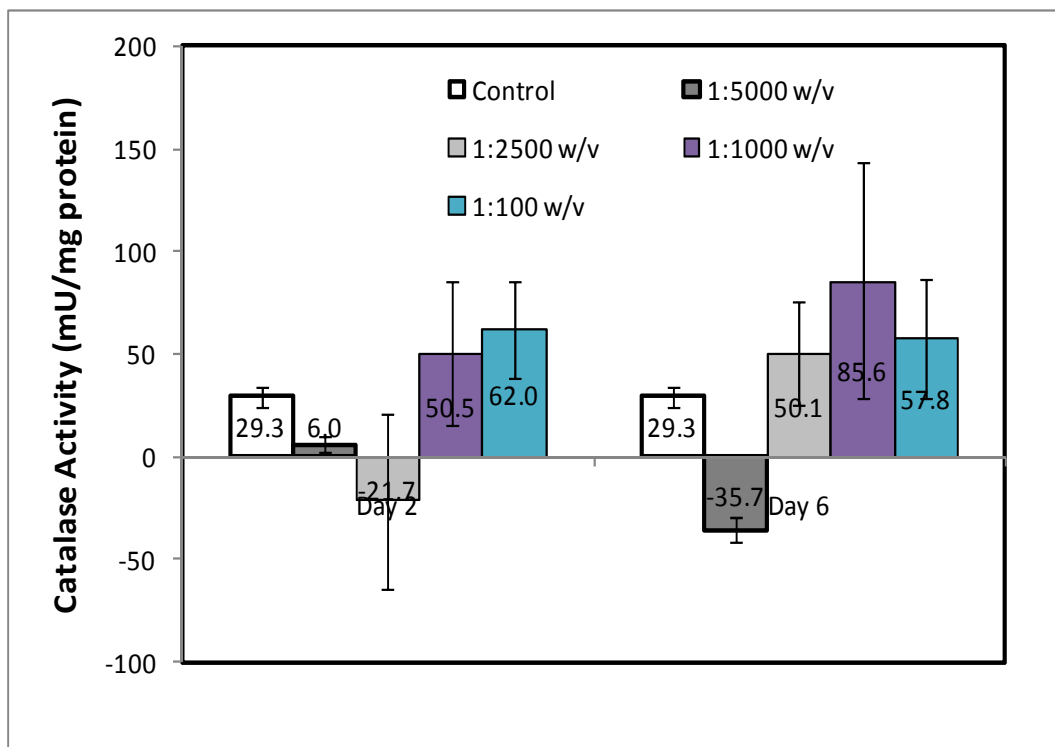 Catalase Activity (mU/mg protein)
200
150
100
50
0
-50
-100
Control
1:5000 w/v
1:2500 w/v
1:1000 w/v
1:100 w/v
29.3
6.0
-21.7
50.5
62.0
Day 2
29.3
-35.7
50.1
85.6
57.8
Day 6